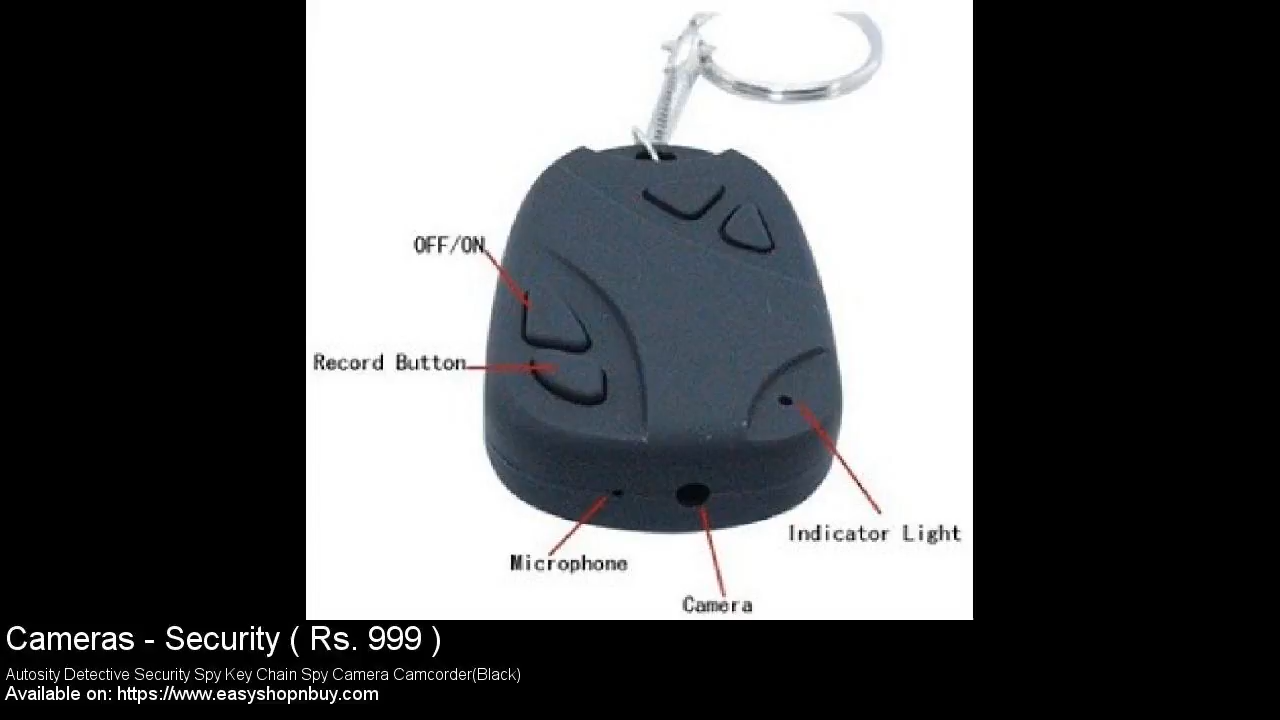 OFF/ON
Record Button
Indicator Light
Microphone
Camera
Cameras - Security ( Rs. 999 )
Autosity Detective Security Spy Key Chain Spy Camera Camcorder(Black)
Available on: https://www.easyshopnbuy.com